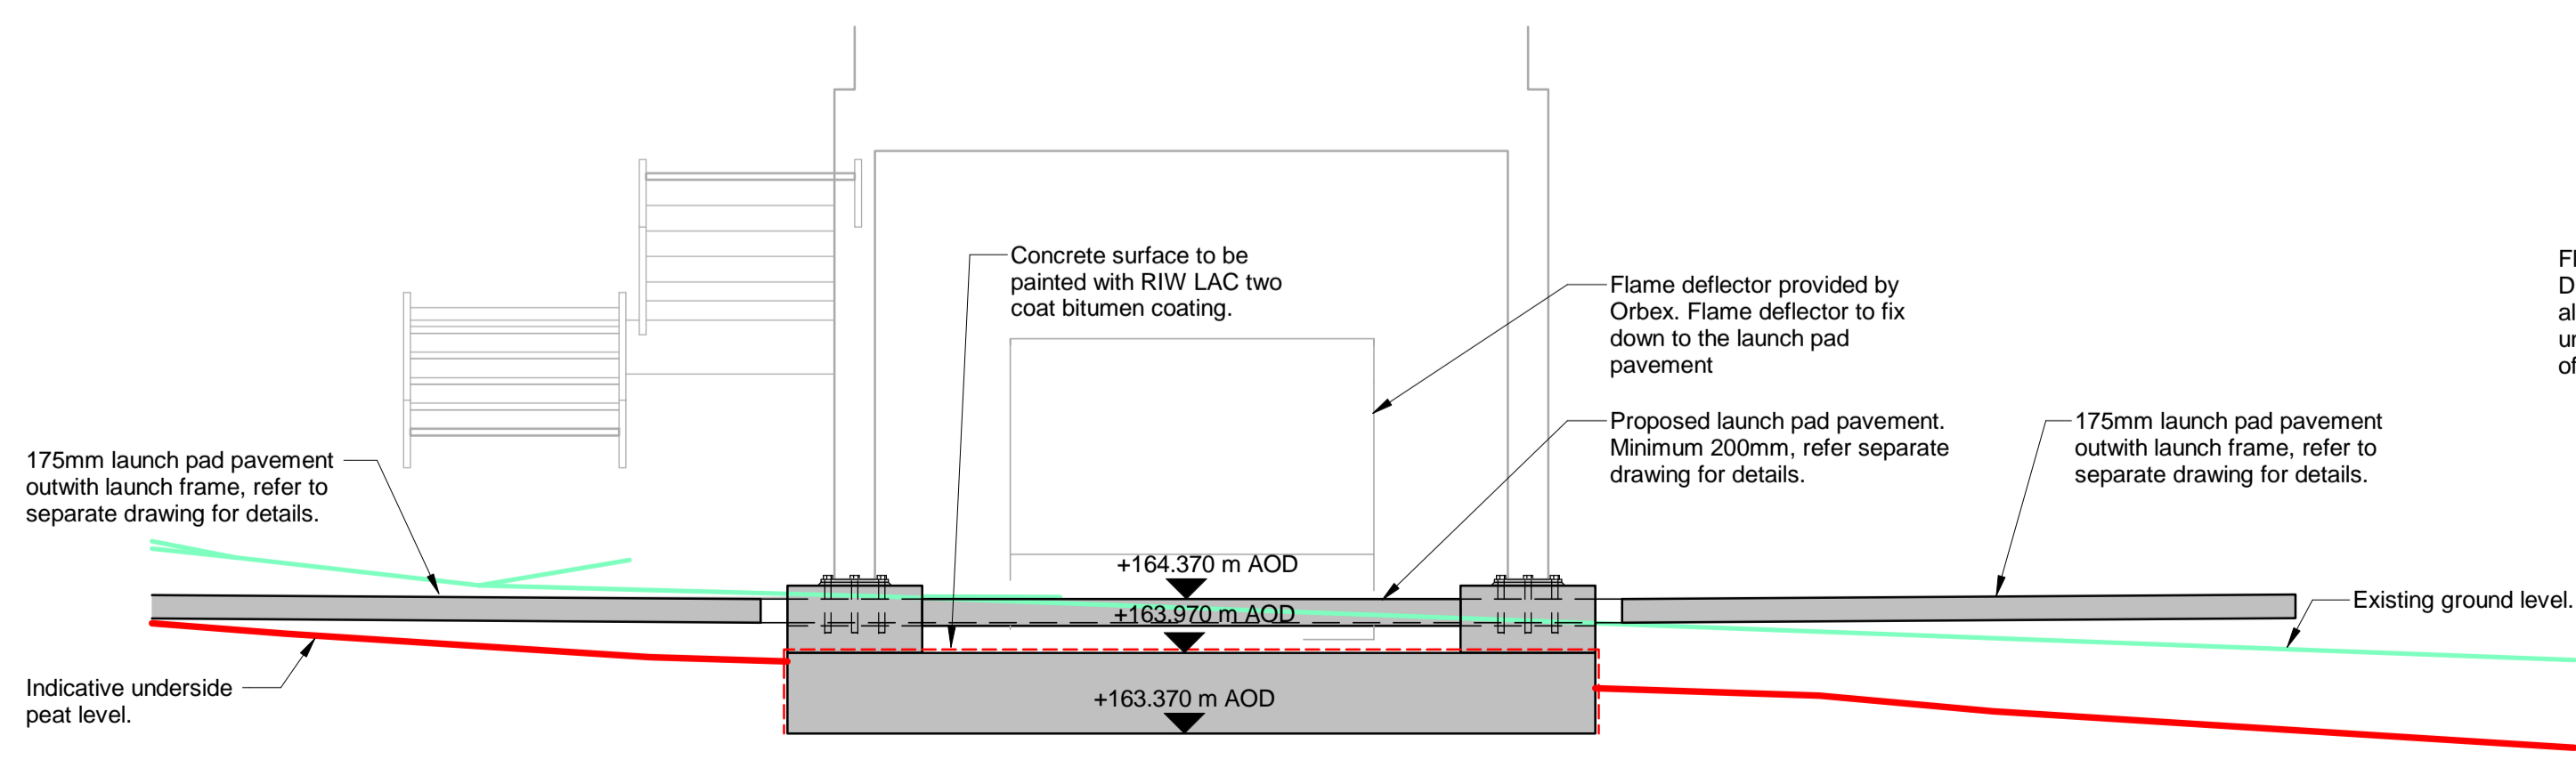 Concrete surface to be
painted with RIW LAC two
coat bitumen coating.
Flame deflector provided by
Orbex. Flame deflector to fix
down to the launch pad
pavement
Proposed launch pad pavement.
Minimum 200mm, refer separate
drawing for details.
175mm launch pad pavement
outwith launch frame, refer to
separate drawing for details.
175mm launch pad pavement
outwith launch frame, refer to
separate drawing for details.
+164.370 m AOD
+163.970 m AOD
+163.370 m AOD
Existing ground level.
Indicative underside
peat level.